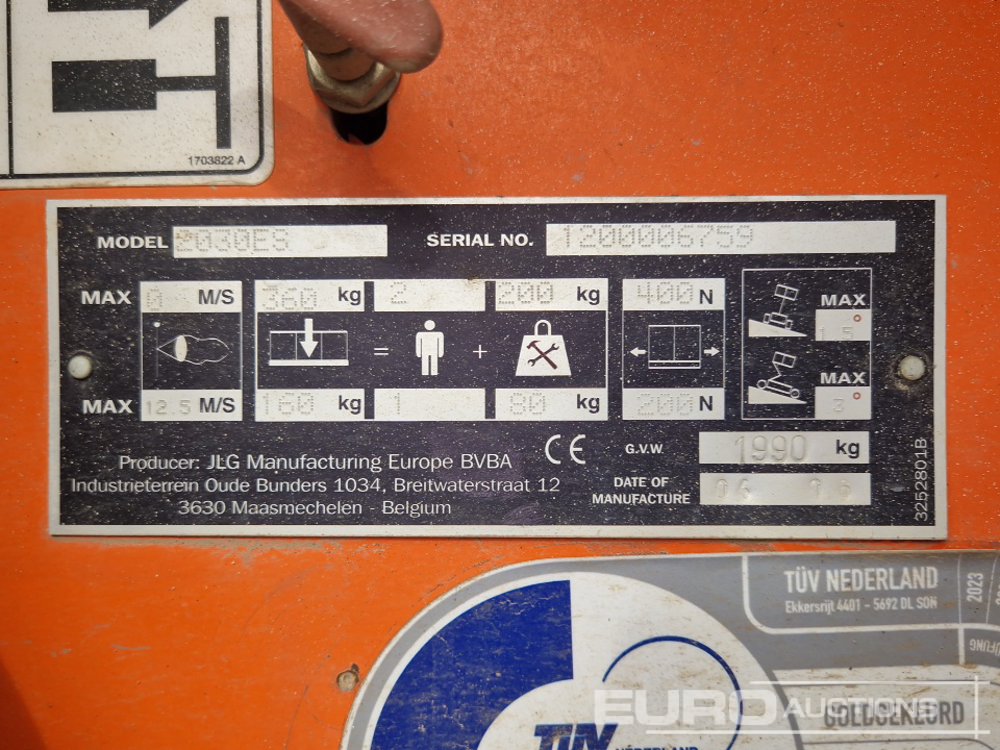 1703822 A
MODEL 2030ES SERIAL NO. 1200006759
MAX 0 M/S 360 kg 2 200 kg 400 N MAX 1.5°
= +
MAX 12.5 M/S 160 kg 1 80 kg 200 N MAX 3°
Producer: JLG Manufacturing Europe BVBA CE G.V.W 1990 kg
Industrieterrein Oude Bunders 1034, Breitwaterstraat 12
3630 Maasmechelen - Belgium
DATE OF
MANUFACTURE 06
3252801B
TÜV NEDERLAND
Ekkersrijt 4401 - 5692 DL SON
2023
GOEDGEKEURD
TÜV
NEDERLAND
EURO AUCTIONS